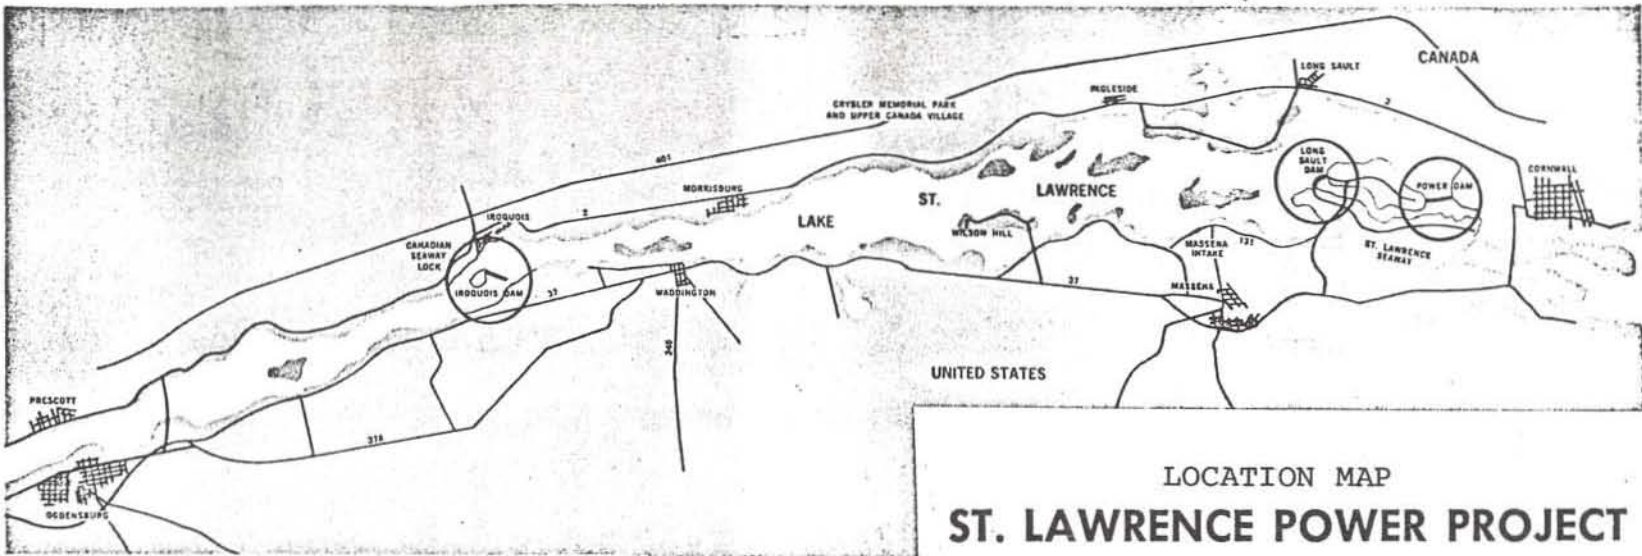 CANADA
LONG SAULT
INGLESIDE
2
CRYSLER MEMORIAL PARK
AND UPPER CANADA VILLAGE
401
LONG
SAULT
DAM
POWER DAM
CORNWALL
MORRISBURG
2
ST.
LAWRENCE
LAKE
IROQUOIS
CANADIAN
SEAWAY
LOCK
WILSON HILL
MASSENA
INTAKE
131
ST. LAWRENCE
SEAWAY
IROQUOIS DAM
37
WADDINGTON
37
MASSENA
345
UNITED STATES
PRESCOTT
37B
OGDENSBURG
LOCATION MAP
ST. LAWRENCE POWER PROJECT